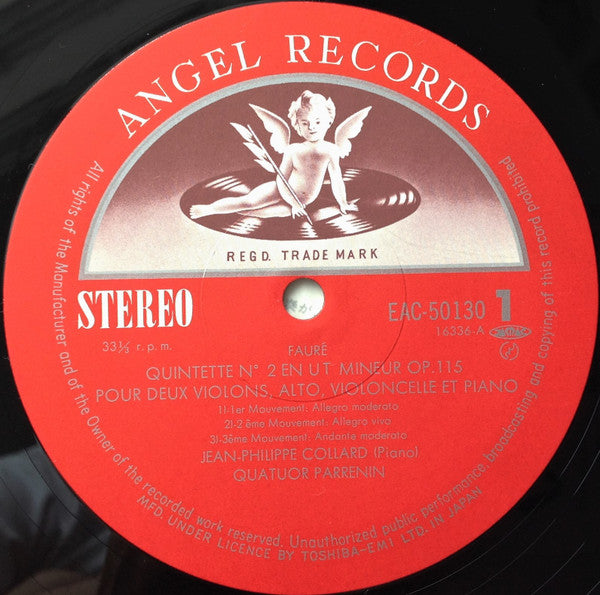 ANGEL RECORDS
REGD. TRADE MARK
STEREO
EAC-50130 1
33⅓ r.p.m.
16336-A
FAURÉ
QUINTETTE N° 2 EN UT MINEUR OP.115
POUR DEUX VIOLONS, ALTO, VIOLONCELLE ET PIANO
1)-1er Mouvement: Allegro moderato
2)-2ème Mouvement: Allegro vivo
3)-3ème Mouvement: Andante moderato
JEAN-PHILIPPE COLLARD (Piano)
QUATUOR PARRENIN
All rights of the Manufacturer and of the Owner of the recorded work reserved. Unauthorized public performance, broadcasting and copying of this record prohibited
MFD. UNDER LICENCE BY TOSHIBA-EMI LTD. IN JAPAN